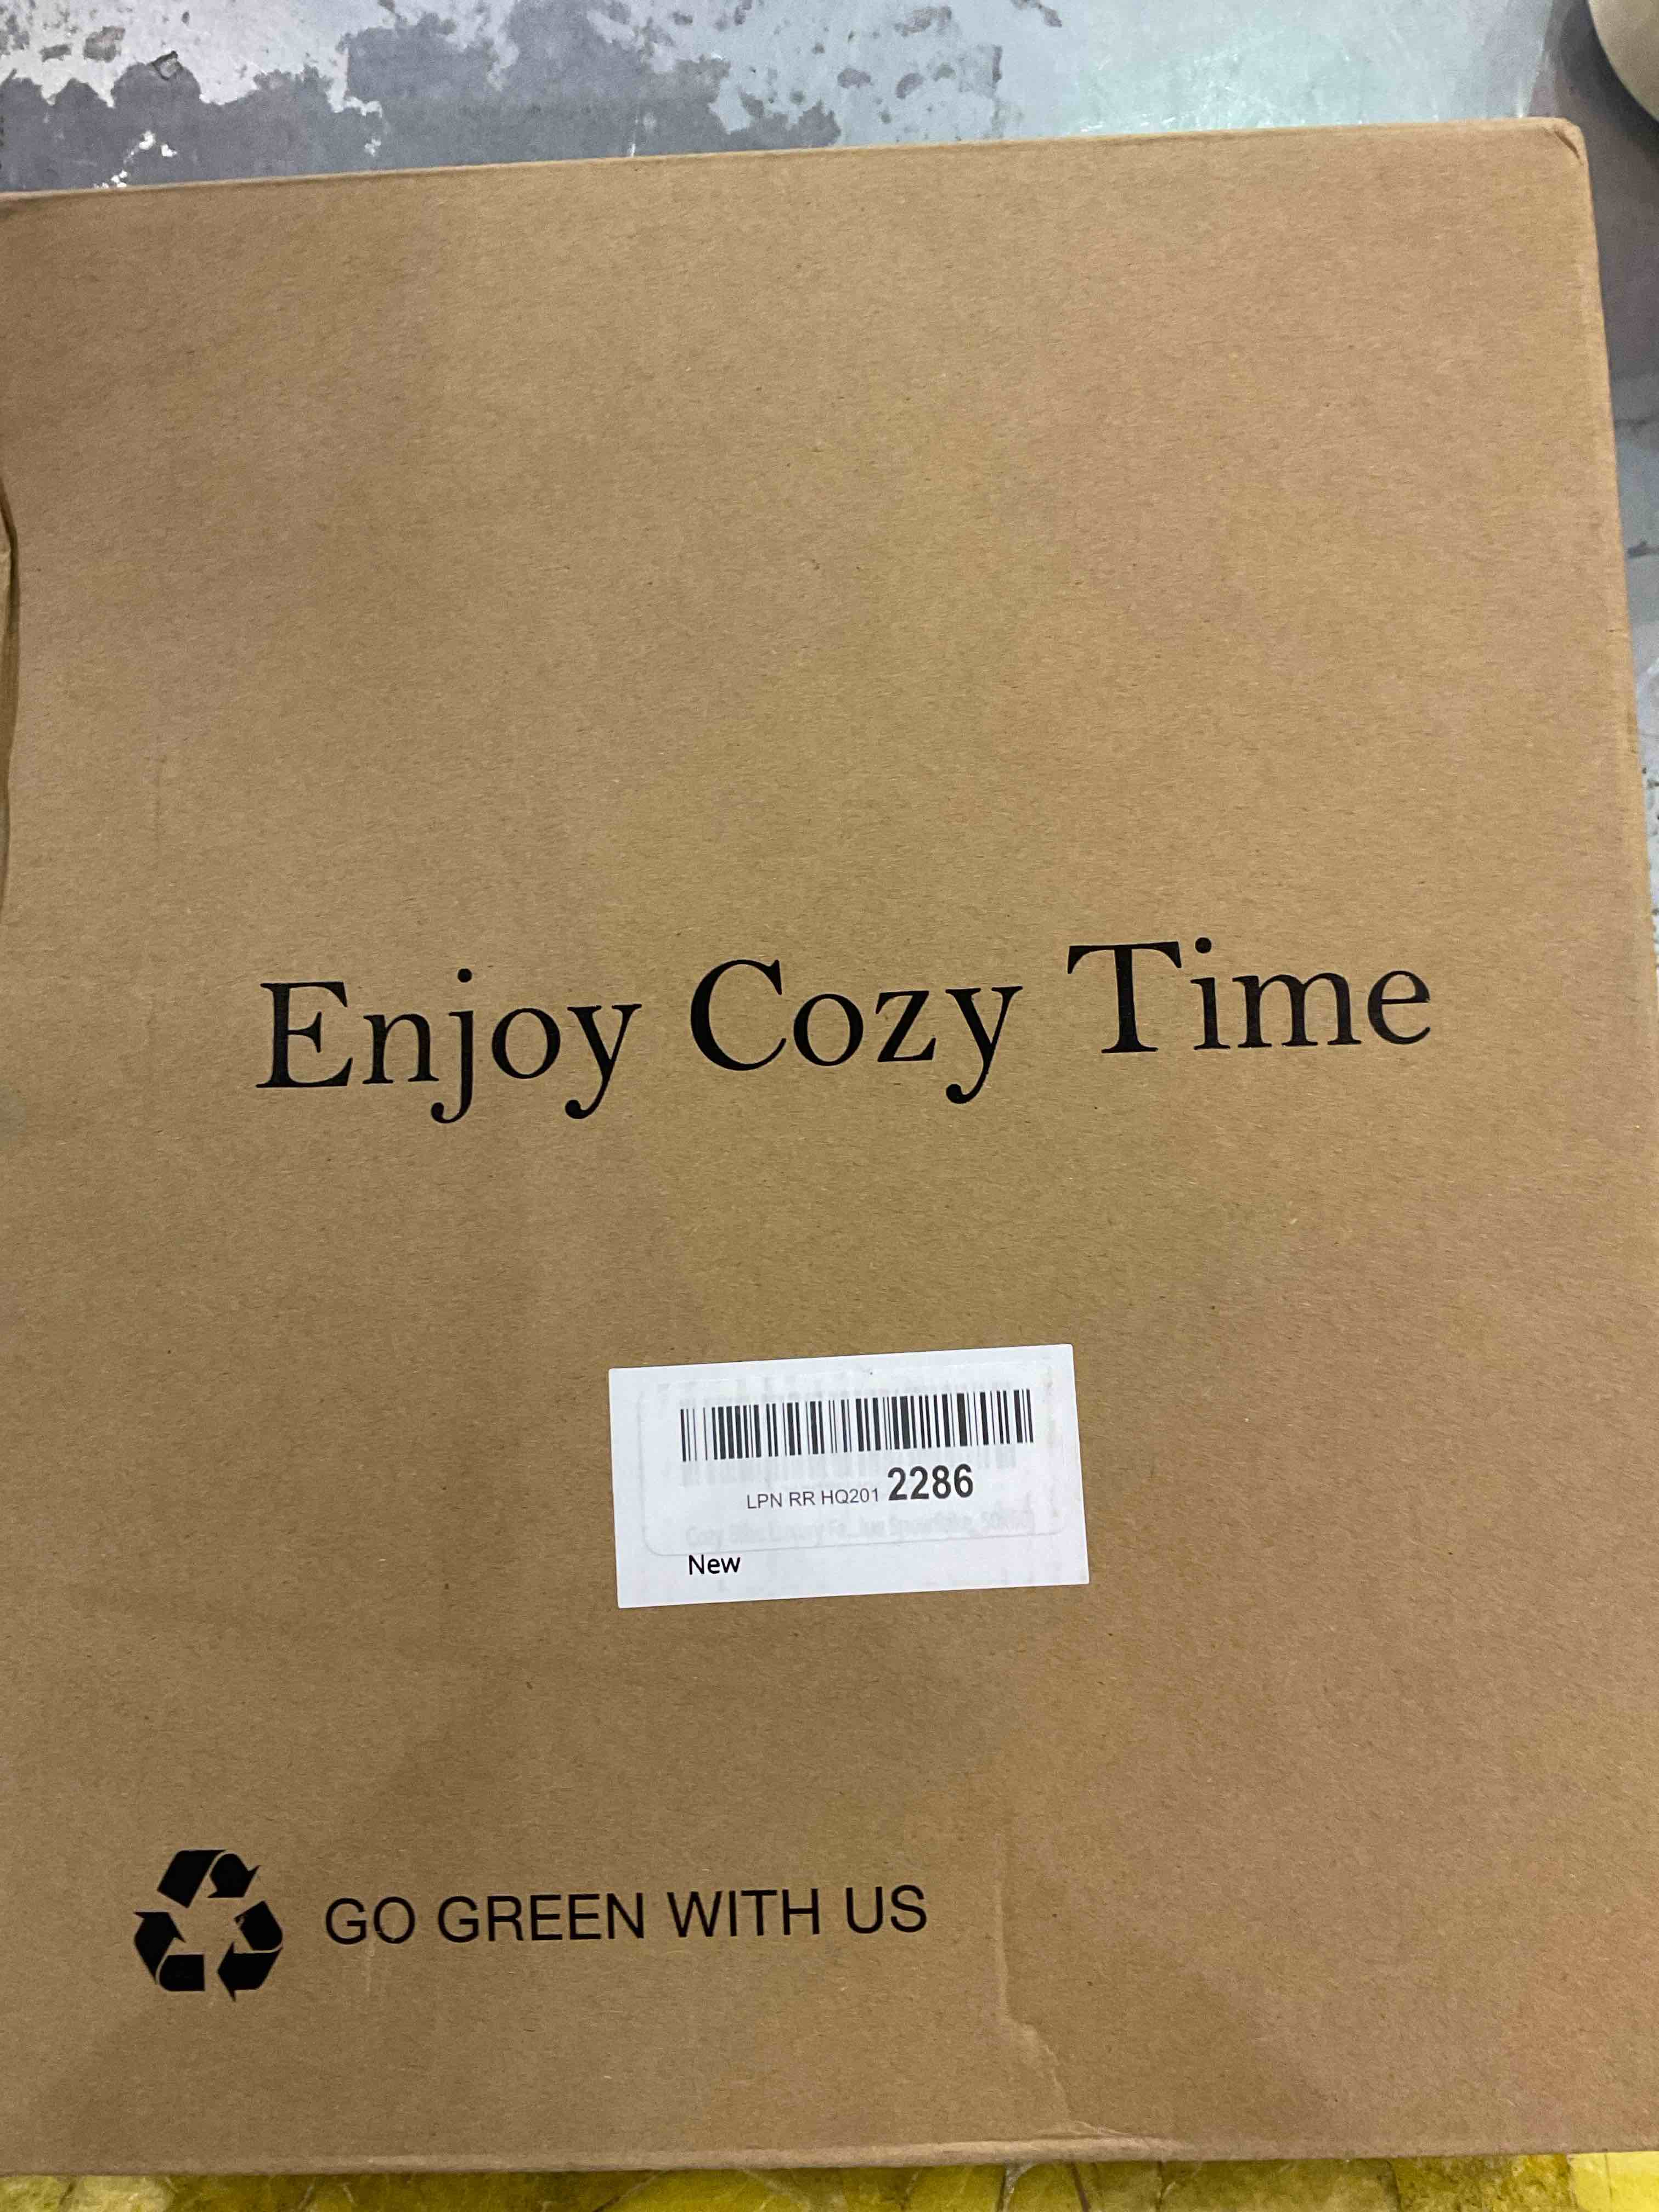 Enjoy Cozy Time
LPN RR HQ201 2286
New
GO GREEN WITH US